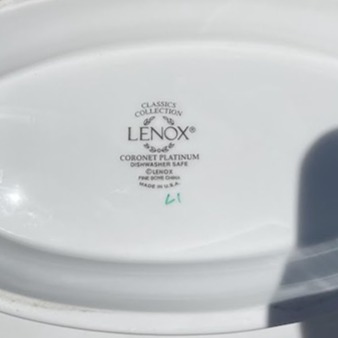 CLASSICS
COLLECTION
LENOX®
CORONET PLATINUM
DISHWASHER SAFE
©LENOX
FINE BONE CHINA
MADE IN U.S.A.